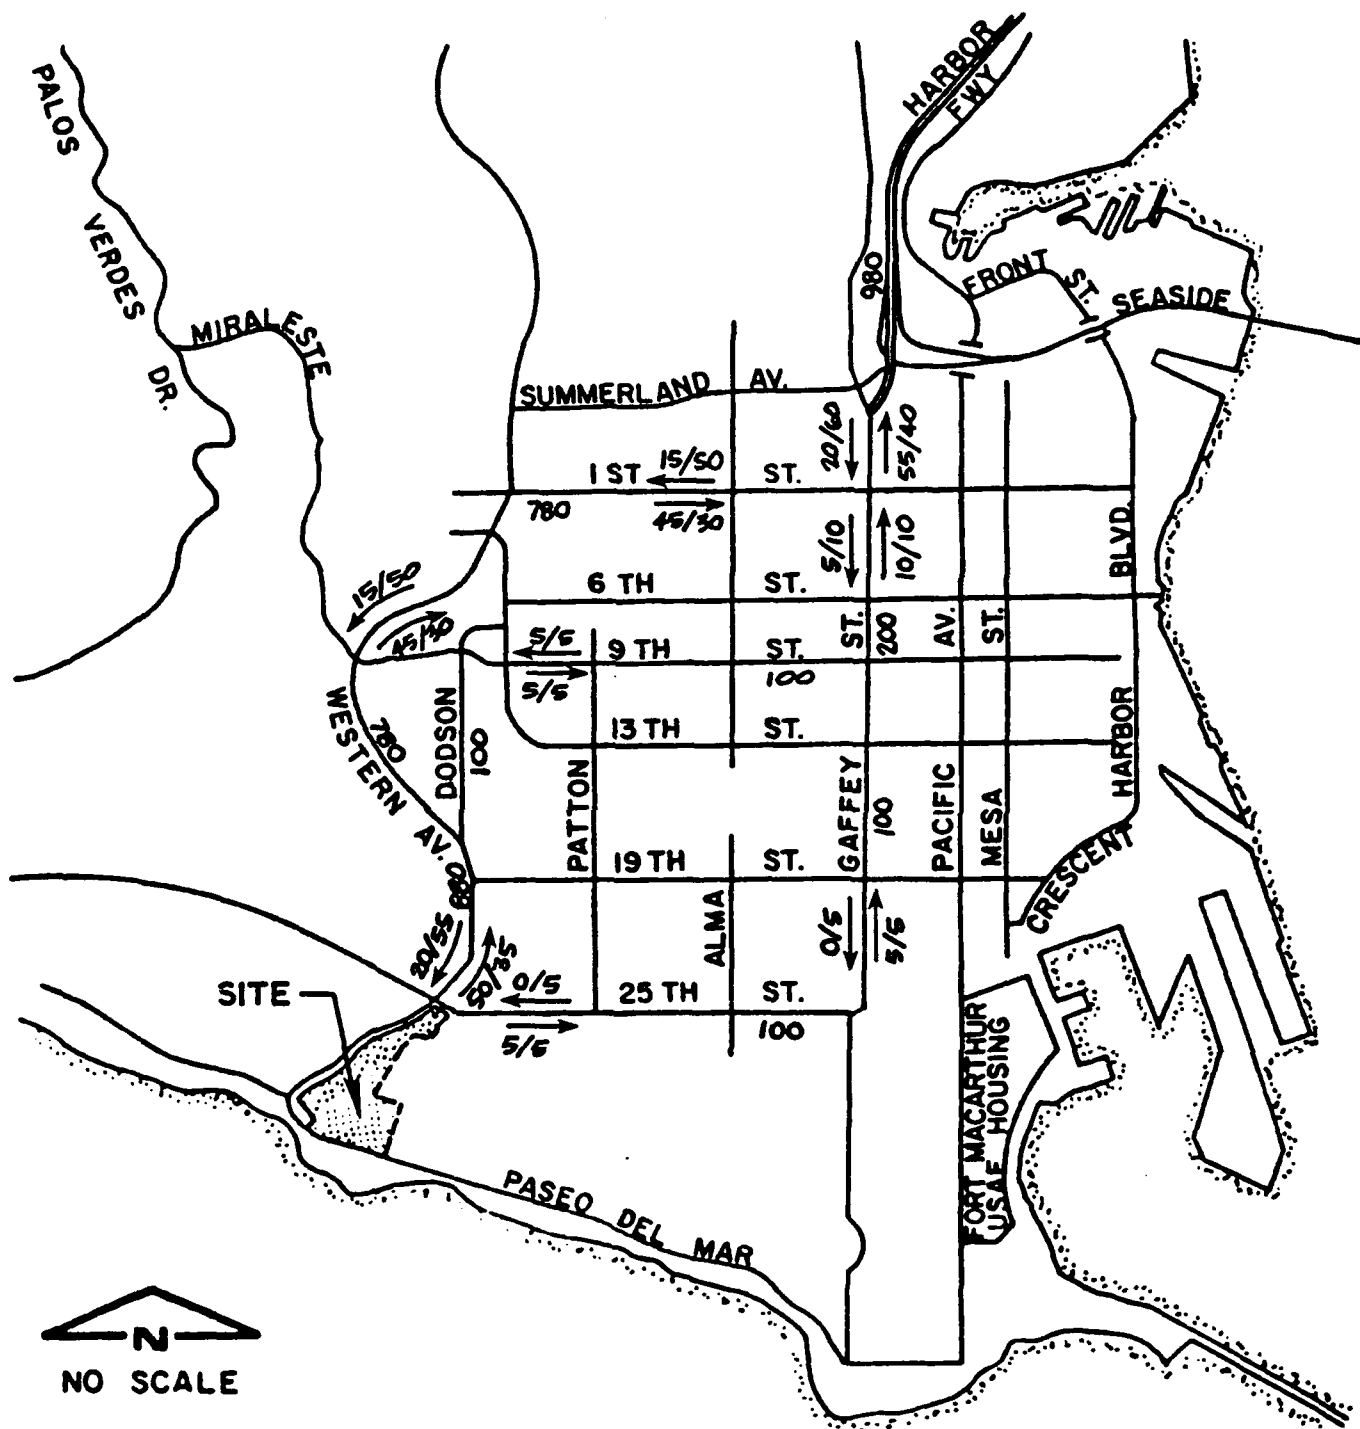 HARBOR
FWY
PALOS
VERDES
DR.
MIRALESTE
980
FRONT
ST.
SEASIDE
SUMMERLAND AV.
20/60
55/40
15/50
1 ST ST.
780
45/30
5/10
10/10
BLVD.
15/50
6 TH ST.
45/30
5/5
9 TH ST.
5/5
100
ST.
200
AV.
ST.
WESTERN AV.
780
DODSON
100
13 TH ST.
HARBOR
PATTON
GAFFEY
100
PACIFIC
MESA
19 TH ST.
CRESCENT
880
ALMA
20/55
50/35
0/5
5/5
SITE
0/5
25 TH ST.
5/5
100
FORT MACARTHUR
USAF HOUSING
PASEO DEL MAR
N
NO SCALE